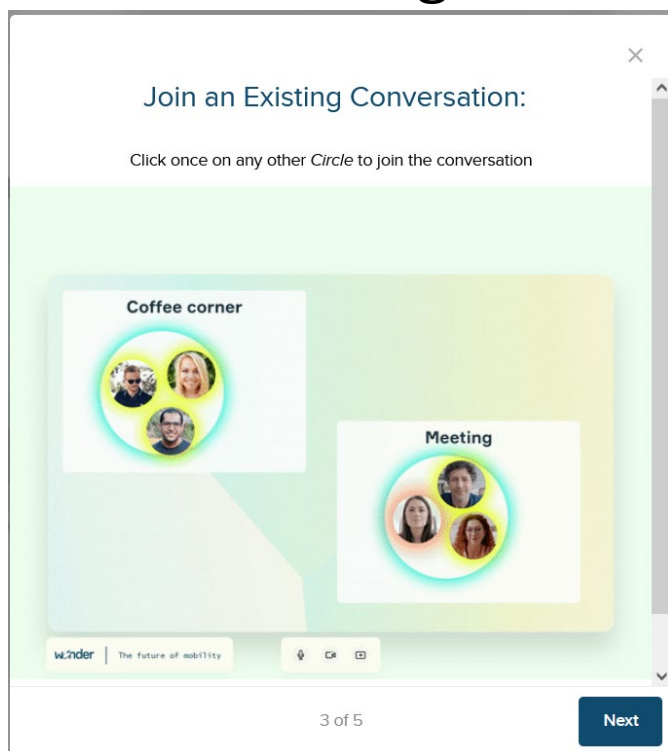 Join an Existing Conversation:
Click once on any other Circle to join the conversation
Coffee corner
Meeting
wonder | The future of mobility
3 of 5
Next